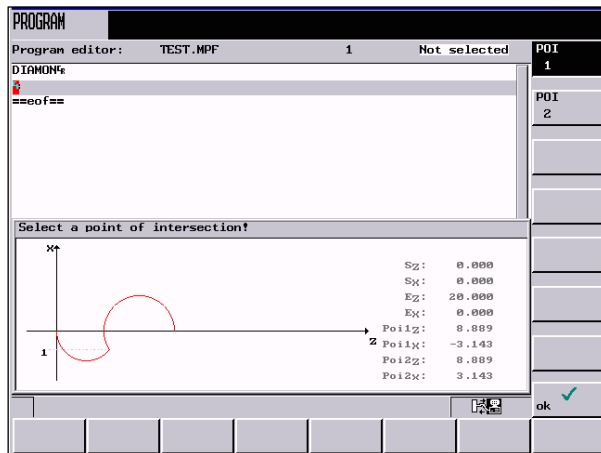 PROGRAM
Program editor: TEST.MPF 1 Not selected
DIAMON
==eof==
POI
1
POI
2
Select a point of intersection!
X
Z
1
SZ: 0.000
SX: 0.000
EZ: 20.000
EX: 0.000
Poi1Z: 8.889
Poi1X: -3.143
Poi2Z: 8.889
Poi2X: 3.143
ok